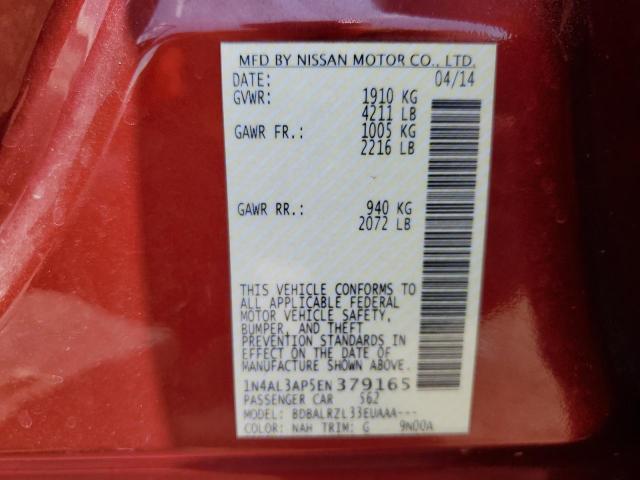 MFD BY NISSAN MOTOR CO., LTD.
DATE: 04/14
GVWR: 1910 KG
4211 LB
GAWR FR.: 1005 KG
2216 LB
GAWR RR.: 940 KG
2072 LB
THIS VEHICLE CONFORMS TO
ALL APPLICABLE FEDERAL
MOTOR VEHICLE SAFETY,
BUMPER, AND THEFT
PREVENTION STANDARDS IN
EFFECT ON THE DATE OF
MANUFACTURE SHOWN ABOVE.
1N4AL3AP5EN 379165
PASSENGER CAR 562
MODEL: BDBALRZL33EUAAA---
COLOR: NAH TRIM: G 9N00A